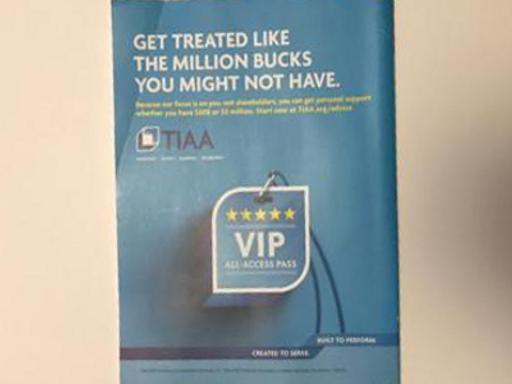 GET TREATED LIKE
THE MILLION BUCKS
YOU MIGHT NOT HAVE.
Because our focus is on you, not shareholders, you can get personal support
whether you have $500 or $5 million. Start now at TIAA.org/advice
TIAA
VIP
ALL-ACCESS PASS
BUILT TO PERFORM.
CREATED TO SERVE.